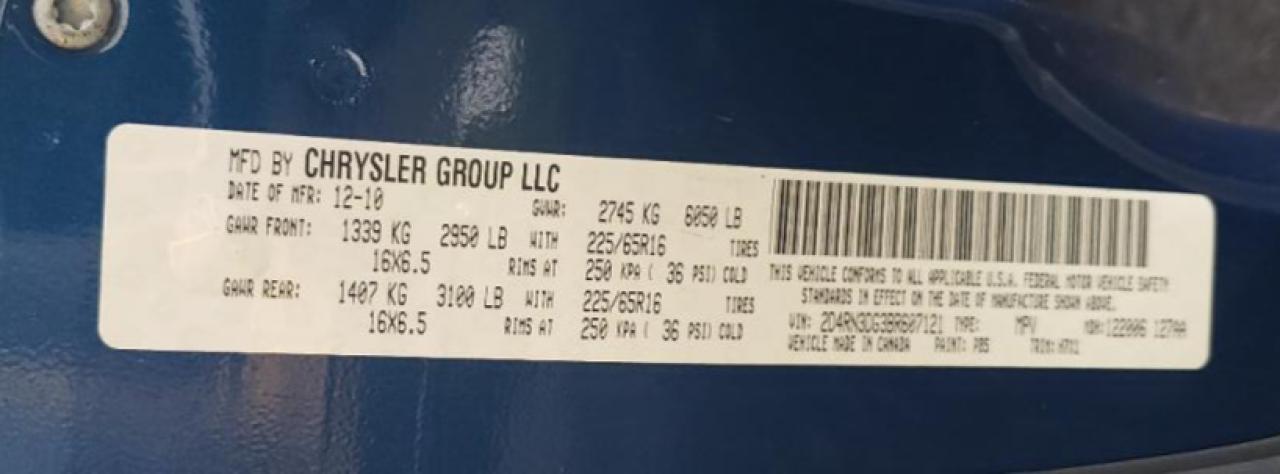 MFD BY CHRYSLER GROUP LLC
DATE OF MFR: 12-10 GVWR: 2745 KG 6050 LB
GAWR FRONT: 1339 KG 2950 LB WITH 225/65R16 TIRES
16X6.5 RIMS AT 250 KPA ( 36 PSI) COLD
GAWR REAR: 1407 KG 3100 LB WITH 225/65R16 TIRES
16X6.5 RIMS AT 250 KPA ( 36 PSI) COLD
THIS VEHICLE CONFORMS TO ALL APPLICABLE U.S.A. FEDERAL MOTOR VEHICLE SAFETY
STANDARDS IN EFFECT ON THE DATE OF MANUFACTURE SHOWN ABOVE.
VIN: 2D4RN3DG3BR607121 TYPE: MPV MDH: 122006 127AA
VEHICLE MADE IN CANADA PAINT: PBS TRIM: